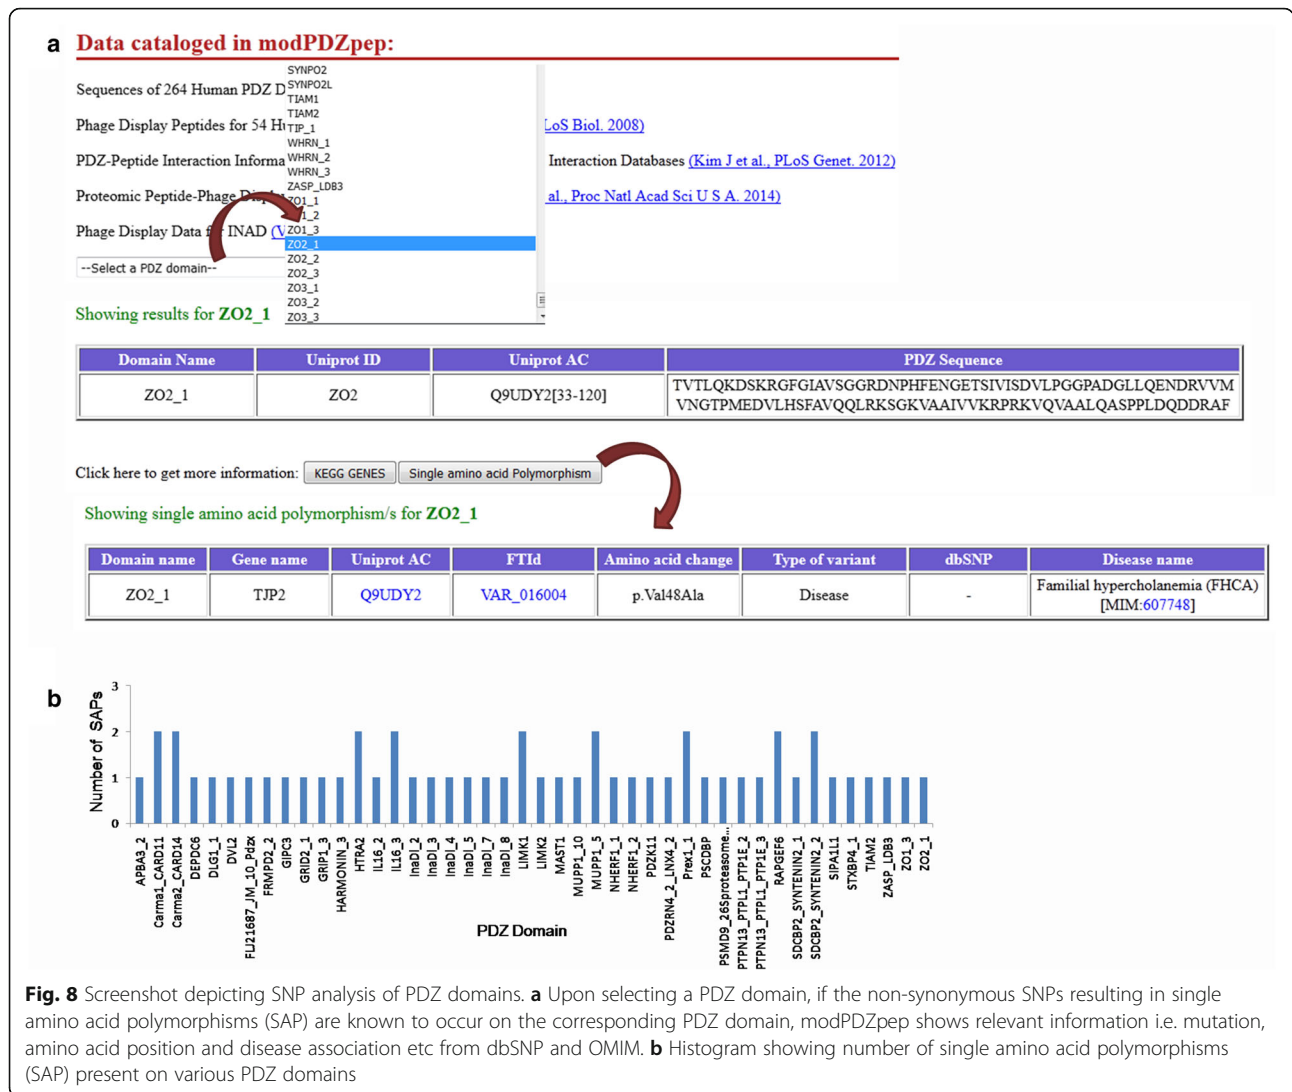 a Data cataloged in modPDZpep:
SYNPO2
Sequences of 264 Human PDZ D
SYNPO2L
TIAM1
TIAM2
Phage Display Peptides for 54 Hu
TIP_1
LoS Biol. 2008)
WHRN_1
PDZ-Peptide Interaction Informa
WHRN_2
Interaction Databases (Kim J et al., PLoS Genet. 2012)
WHRN_3
ZASP_LDB3
Proteomic Peptide-Phage Display
ZO1_1
al., Proc Natl Acad Sci U S A. 2014)
1_2
ZO1_3
Phage Display Data for INAD (V
ZO2_1
ZO2_2
--Select a PDZ domain--
ZO2_3
ZO3_1
ZO3_2
ZO3_3
Showing results for ZO2_1
Domain Name Uniprot ID Uniprot AC PDZ Sequence
ZO2_1 ZO2 Q9UDY2[33-120] TVTLQKDSKRGFGIAVSGGRDNPHFENGETSIVISDVLPGGPADGLLQENDRVVM
VNGTPMEDVLHSFAVQQLRKSGKVAAIVVKRPRKVQVAALQASPPLDQDDRAF
Click here to get more information: KEGG GENES Single amino acid Polymorphism
Showing single amino acid polymorphism/s for ZO2_1
Domain name Gene name Uniprot AC FTId Amino acid change Type of variant dbSNP Disease name
ZO2_1 TJP2 Q9UDY2 VAR_016004 p.Val48Ala Disease - Familial hypercholanemia (FHCA)
[MIM:607748]
b
Number of SAPs
3
2
1
0
APBA3_2
Carma1_CARD11
Carma2_CARD14
DEPDC6
DLG1_1
DVL2
FLJ21687_JM_10_Pdzx
FRMPD2_2
GIPC3
GRID2_1
GRIP1_3
HARMONIN_3
HTRA2
IL16_2
IL16_3
InaDl_2
InaDl_3
InaDl_4
InaDl_5
InaDl_7
InaDl_8
LIMK1
LIMK2
MAST1
MUPP1_10
MUPP1_5
NHERF1_1
NHERF1_2
PDZK11
PDZRN4_2_LNX4_2
Prex1_1
PSCDBP
PSMD9_26Sproteasome...
PTPN13_PTPL1_PTP1E_2
PTPN13_PTPL1_PTP1E_3
RAPGEF6
SDCBP2_SYNTENIN2_1
SDCBP2_SYNTENIN2_2
SIPA1L1
STXBP4_1
TIAM2
ZASP_LDB3
ZO1_3
ZO2_1
PDZ Domain
Fig. 8 Screenshot depicting SNP analysis of PDZ domains. a Upon selecting a PDZ domain, if the non-synonymous SNPs resulting in single
amino acid polymorphisms (SAP) are known to occur on the corresponding PDZ domain, modPDZpep shows relevant information i.e. mutation,
amino acid position and disease association etc from dbSNP and OMIM. b Histogram showing number of single amino acid polymorphisms
(SAP) present on various PDZ domains